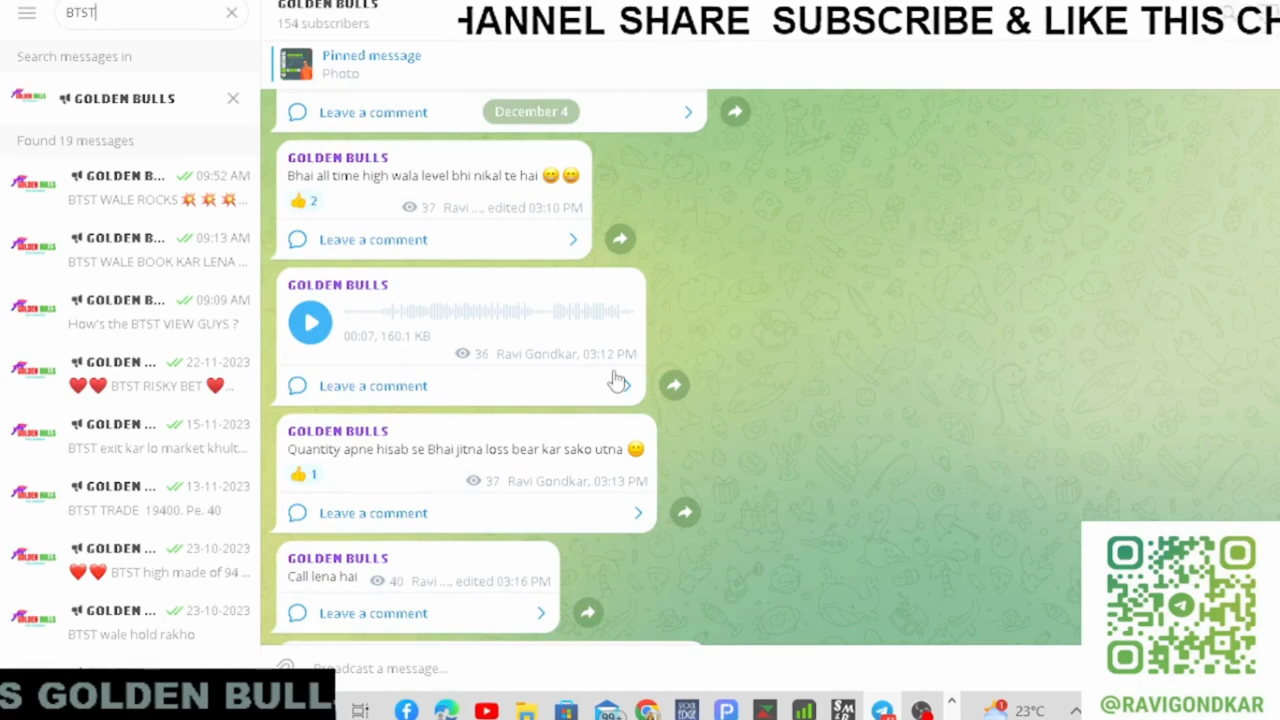 BTST
GOLDEN BULLS
154 subscribers
HANNEL SHARE SUBSCRIBE & LIKE THIS CH
Search messages in
Pinned message
Photo
GOLDEN BULLS
Found 19 messages
GOLDEN B... 09:52 AM
BTST WALE ROCKS 💥 💥 💥...
GOLDEN B... 09:13 AM
BTST WALE BOOK KAR LENA ...
GOLDEN B... 09:09 AM
How's the BTST VIEW GUYS ?
GOLDEN ... 22-11-2023
❤️❤️ BTST RISKY BET ❤️...
GOLDEN ... 15-11-2023
BTST exit kar lo market khult...
GOLDEN ... 13-11-2023
BTST TRADE 19400. Pe. 40
GOLDEN ... 23-10-2023
❤️❤️ BTST high made of 94 ...
GOLDEN ... 23-10-2023
BTST wale hold rakho
Leave a comment
December 4
GOLDEN BULLS
Bhai all time high wala level bhi nikal te hai 😄😄
👍 2
37 Ravi ..., edited 03:10 PM
Leave a comment
GOLDEN BULLS
00:07, 160.1 KB
36 Ravi Gondkar, 03:12 PM
Leave a comment
GOLDEN BULLS
Quantity apne hisab se Bhai jitna loss bear kar sako utna 🙂
👍 1
37 Ravi Gondkar, 03:13 PM
Leave a comment
GOLDEN BULLS
Call lena hai 40 Ravi ..., edited 03:16 PM
Leave a comment
Broadcast a message...
S GOLDEN BULL
99+
23°C
@RAVIGONDKAR